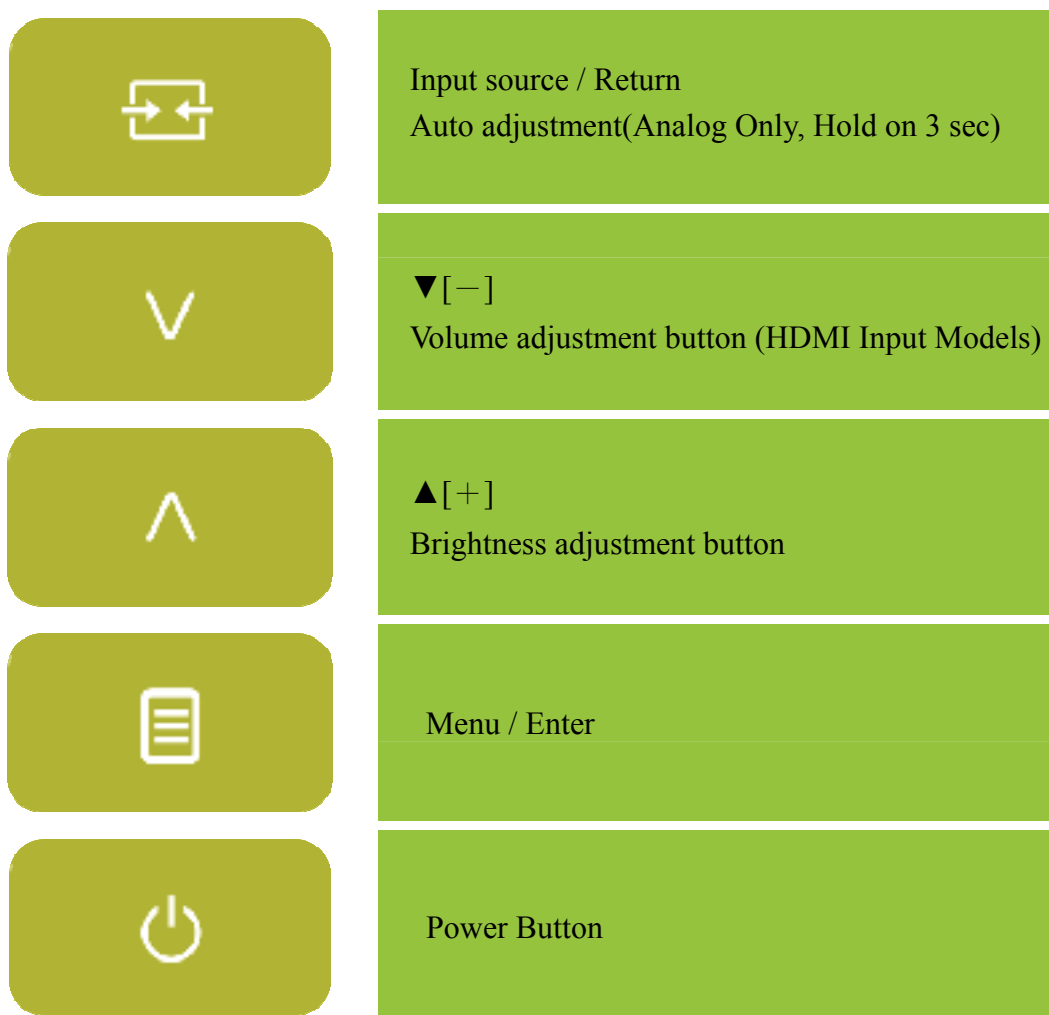 Input source / Return
Auto adjustment(Analog Only, Hold on 3 sec)
▼[－]
Volume adjustment button (HDMI Input Models)
▲[＋]
Brightness adjustment button
Menu / Enter
Power Button